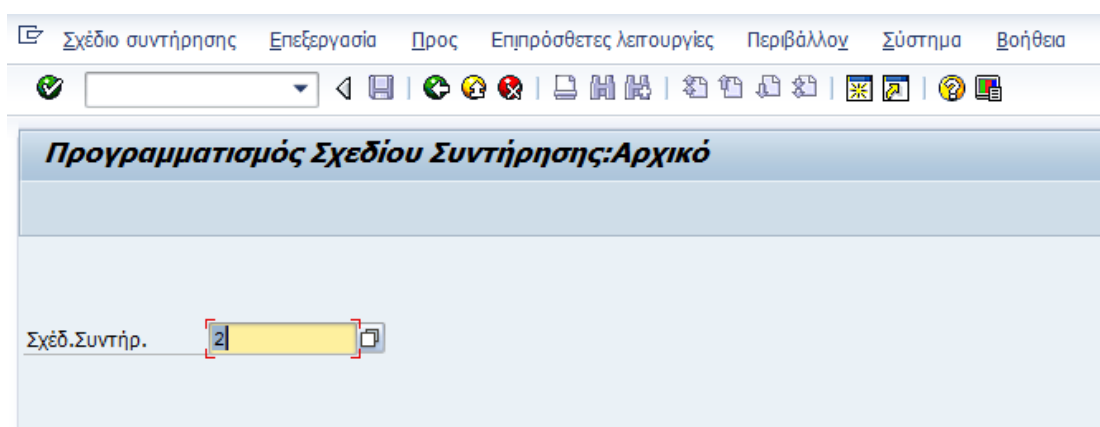 Σχέδιο συντήρησης Επεξεργασία Προς Επιπρόσθετες λειτουργίες Περιβάλλον Σύστημα Βοήθεια
Προγραμματισμός Σχεδίου Συντήρησης:Αρχικό
Σχέδ.Συντήρ. 2